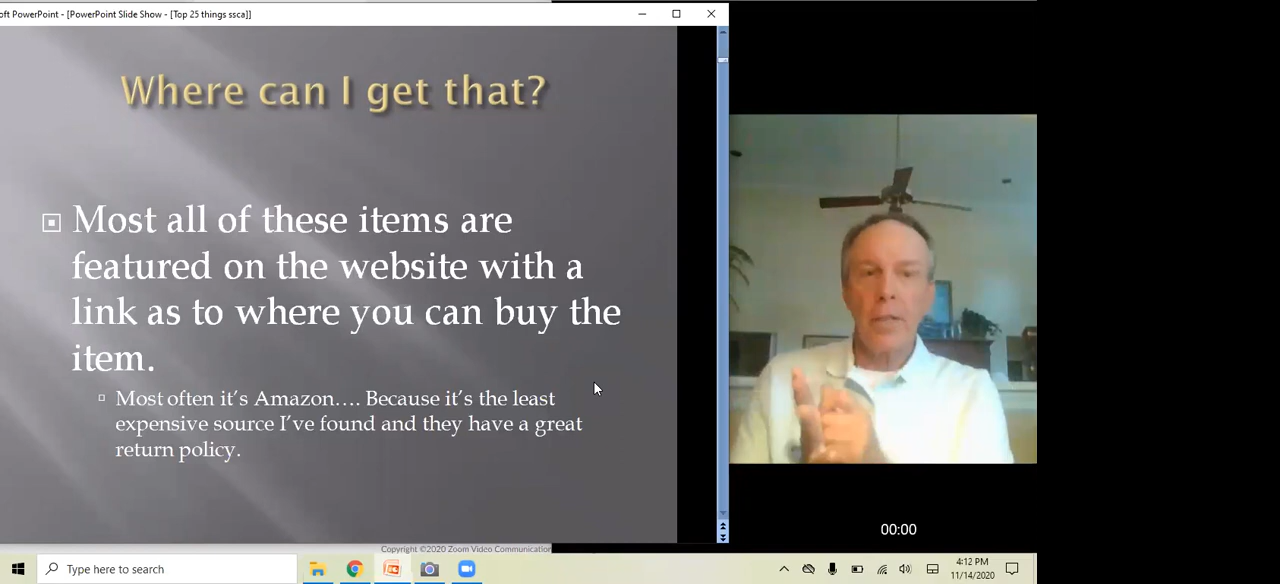 oft PowerPoint - [PowerPoint Slide Show - [Top 25 things ssca]]
Where can I get that?
Most all of these items are
featured on the website with a
link as to where you can buy the
item.
Most often it's Amazon…. Because it's the least
expensive source I've found and they have a great
return policy.
00:00
Copyright ©2020 Zoom Video Communication
Type here to search
4:12 PM
11/14/2020